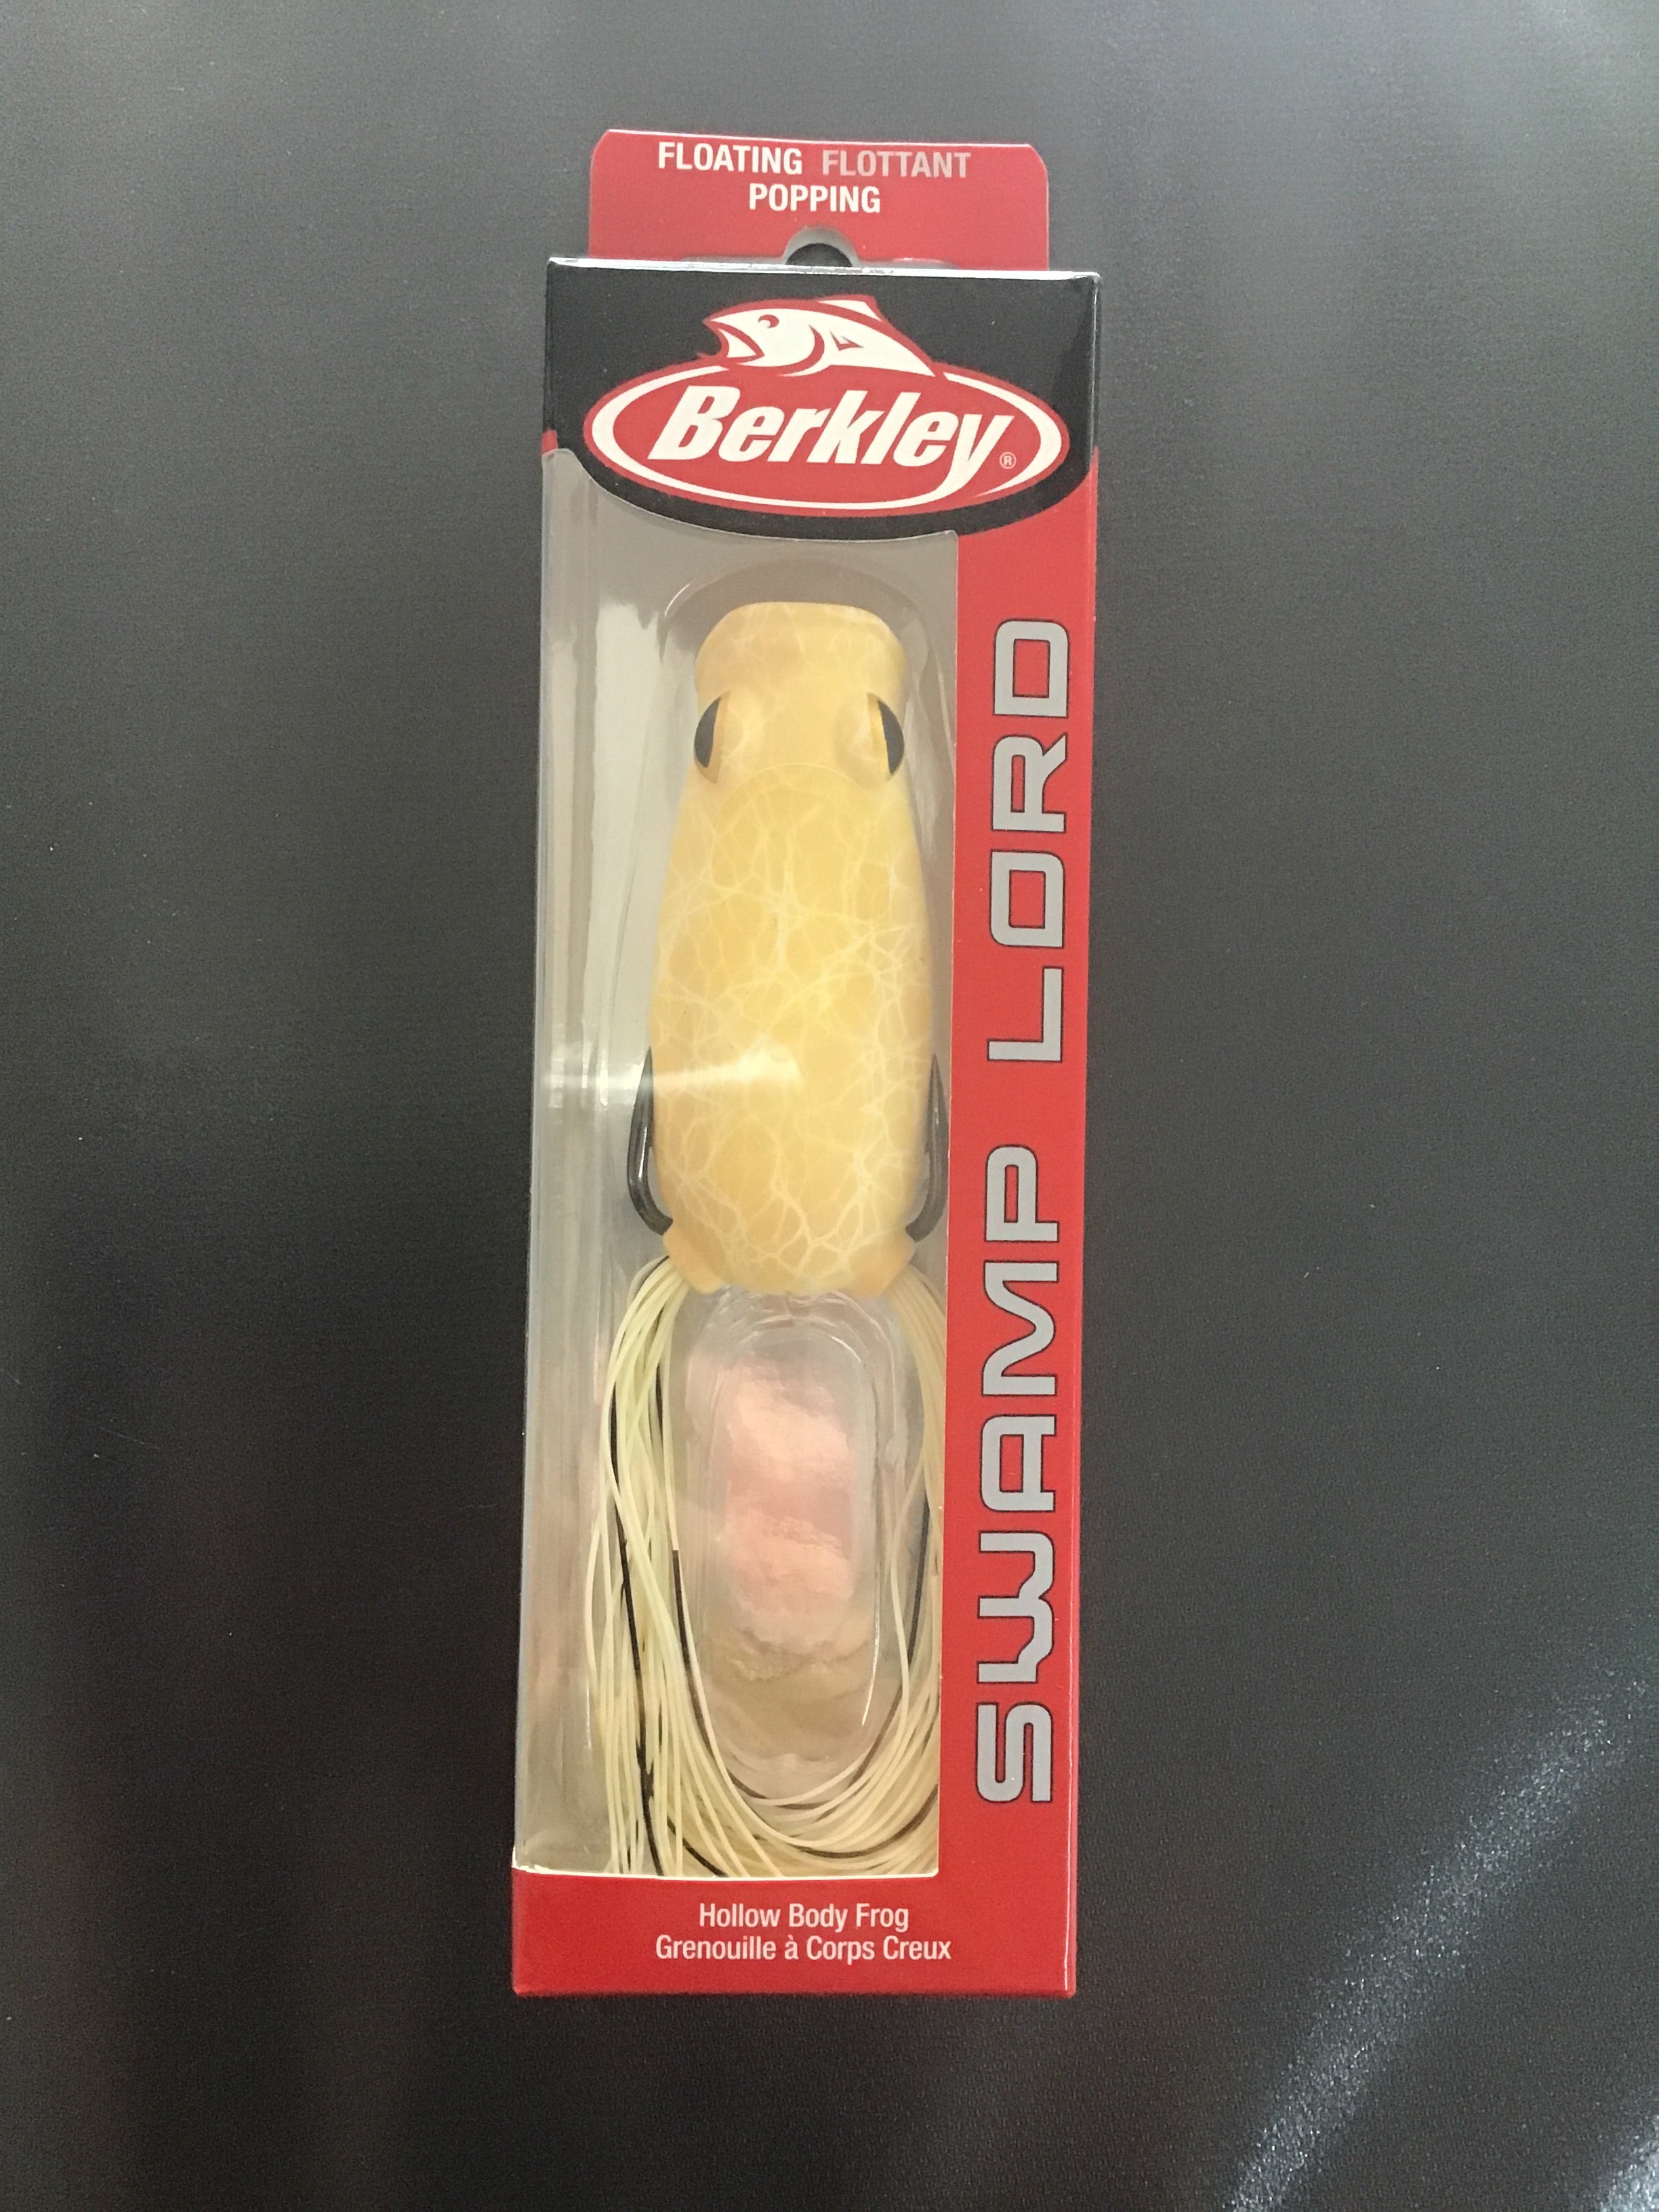 FLOATING FLOTTANT
POPPING
Berkley®
SWAMP LORD
Hollow Body Frog
Grenouille à Corps Creux